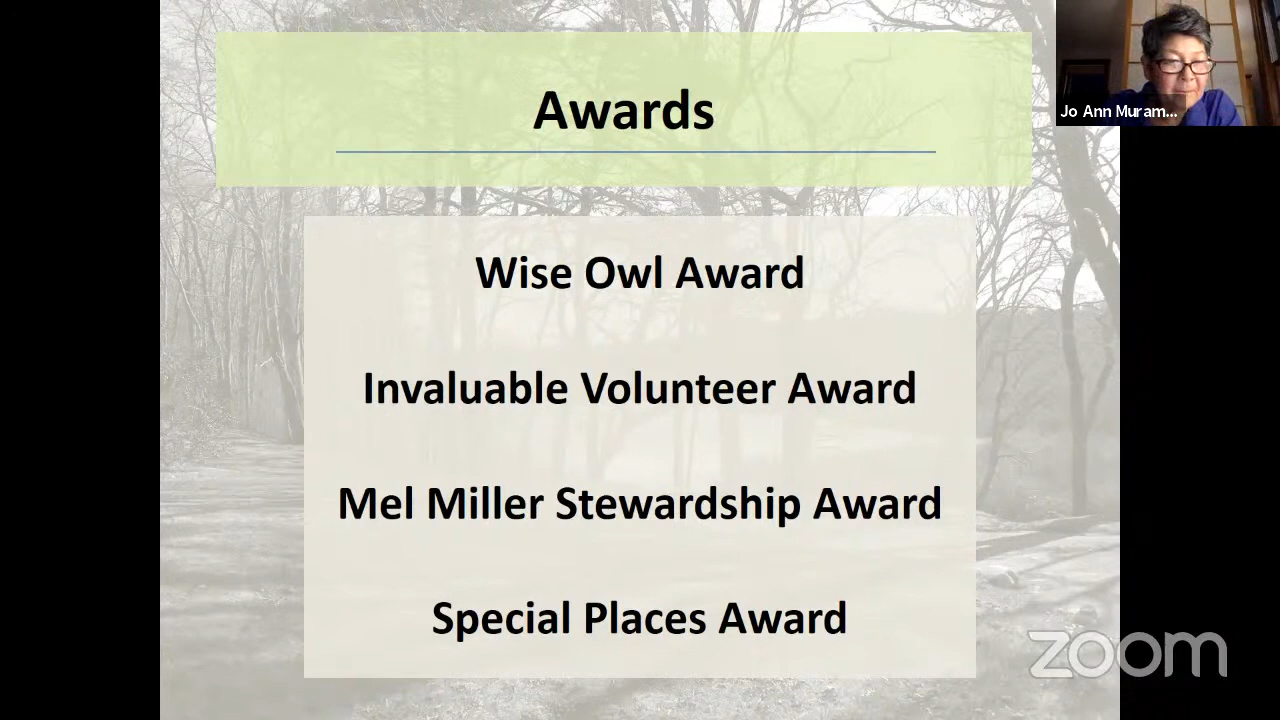 Awards
Jo Ann Muram...
Wise Owl Award
Invaluable Volunteer Award
Mel Miller Stewardship Award
Special Places Award
zoom